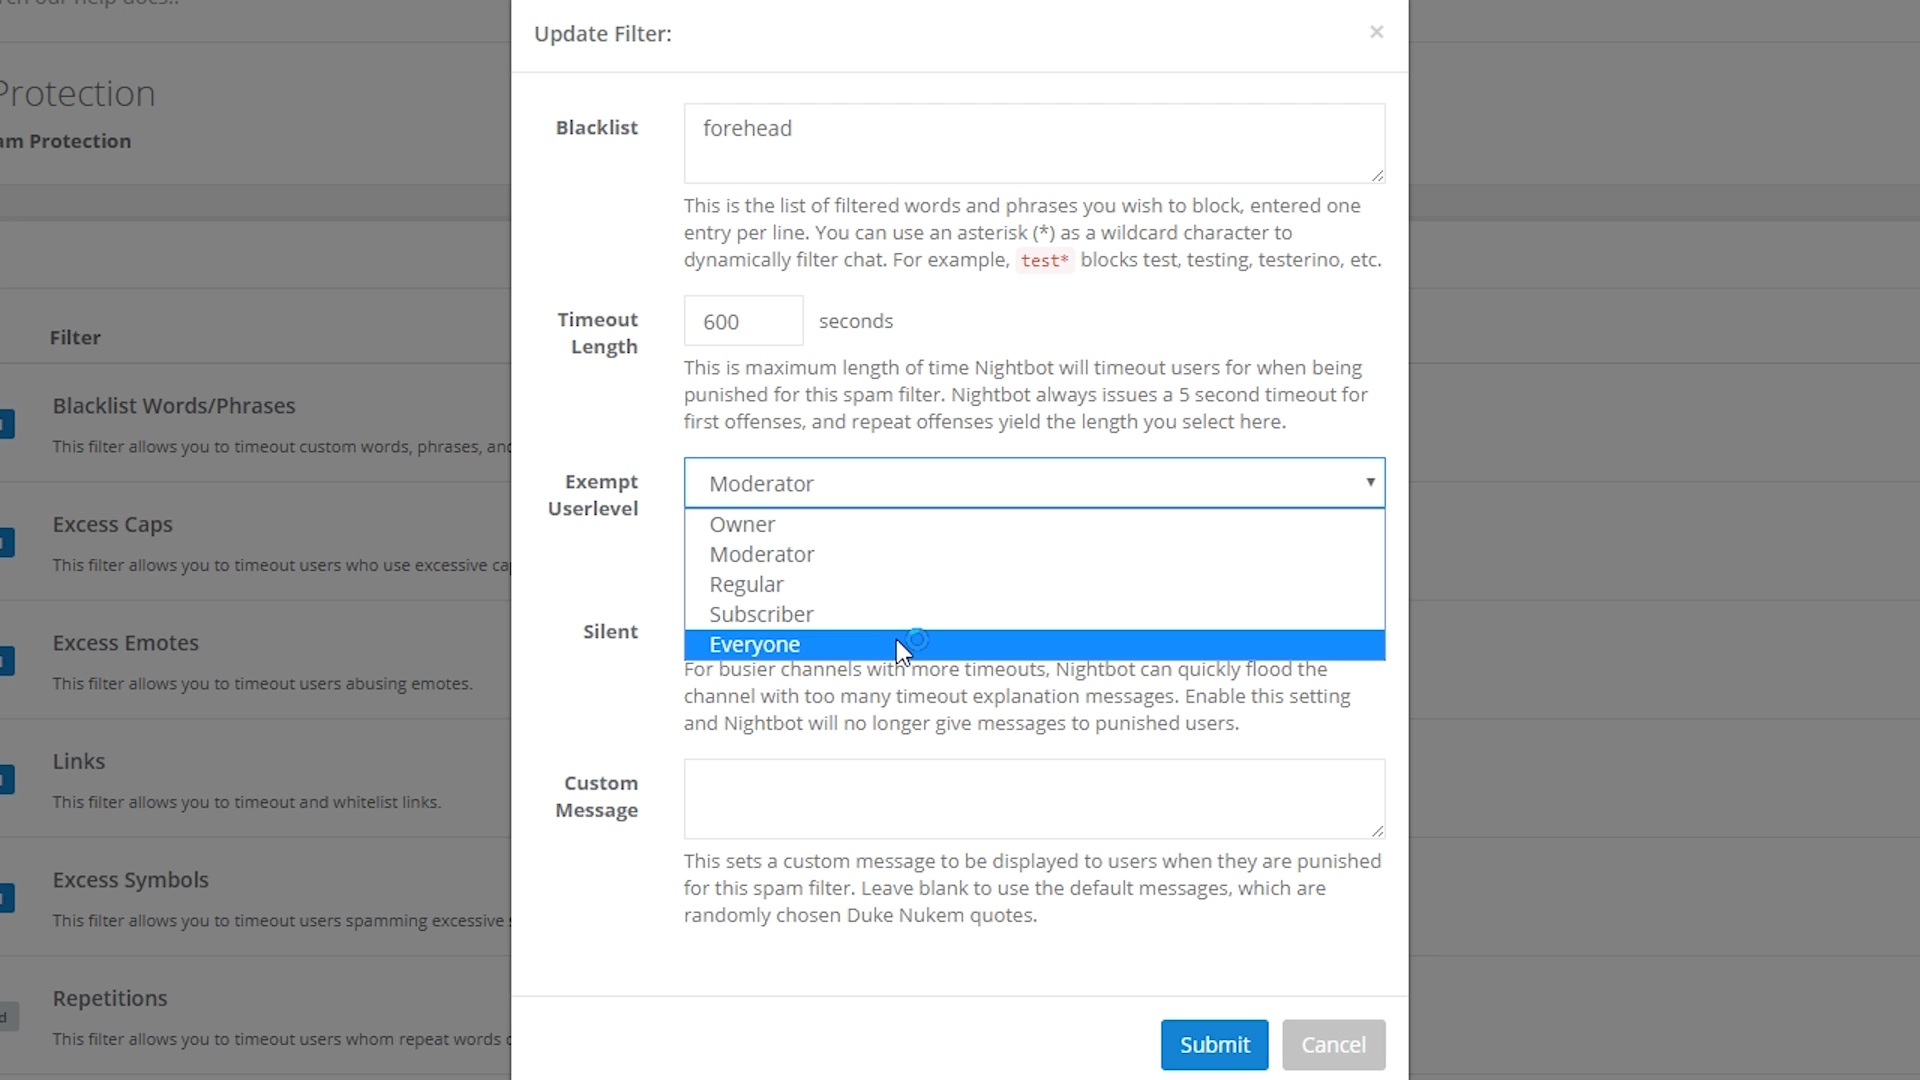 Update Filter:
×
Protection
am Protection
Blacklist
forehead
This is the list of filtered words and phrases you wish to block, entered one
entry per line. You can use an asterisk (*) as a wildcard character to
dynamically filter chat. For example, test* blocks test, testing, testerino, etc.
Timeout
Length
600 seconds
This is maximum length of time Nightbot will timeout users for when being
punished for this spam filter. Nightbot always issues a 5 second timeout for
first offenses, and repeat offenses yield the length you select here.
Exempt
Userlevel
Moderator
Owner
Moderator
Regular
Subscriber
Everyone
Silent
For busier channels with more timeouts, Nightbot can quickly flood the
channel with too many timeout explanation messages. Enable this setting
and Nightbot will no longer give messages to punished users.
Custom
Message
This sets a custom message to be displayed to users when they are punished
for this spam filter. Leave blank to use the default messages, which are
randomly chosen Duke Nukem quotes.
Submit
Cancel
Filter
Blacklist Words/Phrases
This filter allows you to timeout custom words, phrases, and
Excess Caps
This filter allows you to timeout users who use excessive cap
Excess Emotes
This filter allows you to timeout users abusing emotes.
Links
This filter allows you to timeout and whitelist links.
Excess Symbols
This filter allows you to timeout users spamming excessive
Repetitions
This filter allows you to timeout users whom repeat words